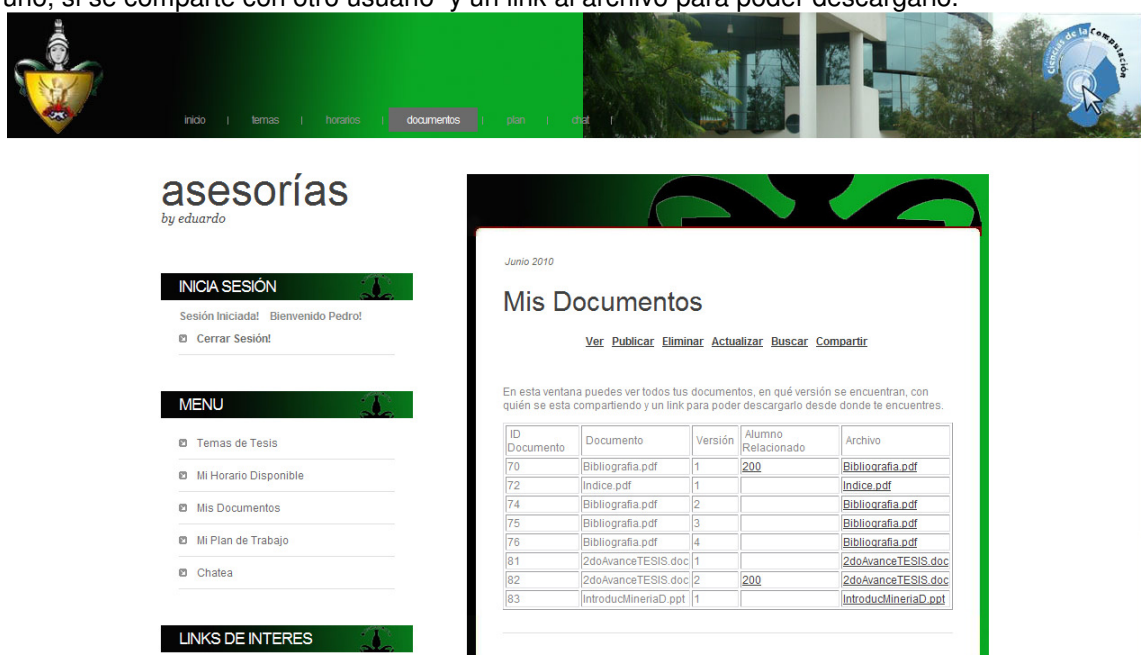 uno, si se comparte con otro usuario y un link al archivo para poder descargarlo.
Ciencias de la Computación
inicio | temas | horarios | documentos | plan | chat |
asesorías
by eduardo
INICIA SESIÓN
Sesión Iniciada! Bienvenido Pedro!
Cerrar Sesión!
MENU
Temas de Tesis
Mi Horario Disponible
Mis Documentos
Mi Plan de Trabajo
Chatea
LINKS DE INTERES
Junio 2010
Mis Documentos
Ver Publicar Eliminar Actualizar Buscar Compartir
En esta ventana puedes ver todos tus documentos, en qué versión se encuentran, con
quién se esta compartiendo y un link para poder descargarlo desde donde te encuentres.
ID Documento Documento Versión Alumno Relacionado Archivo
70 Bibliografia.pdf 1 200 Bibliografia.pdf
72 Indice.pdf 1 Indice.pdf
74 Bibliografia.pdf 2 Bibliografia.pdf
75 Bibliografia.pdf 3 Bibliografia.pdf
76 Bibliografia.pdf 4 Bibliografia.pdf
81 2doAvanceTESIS.doc 1 2doAvanceTESIS.doc
82 2doAvanceTESIS.doc 2 200 2doAvanceTESIS.doc
83 IntroducMineriaD.ppt 1 IntroducMineriaD.ppt